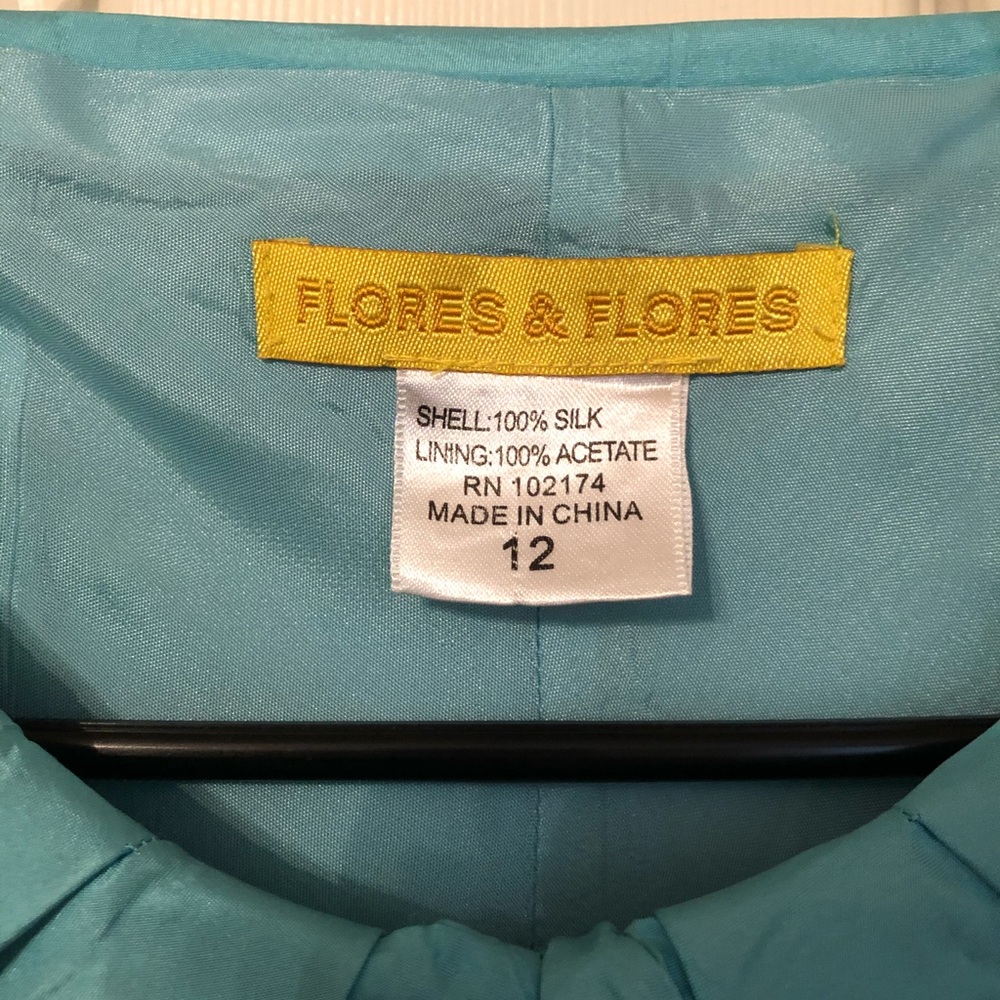 FLORES & FLORES
SHELL:100% SILK
LINING:100% ACETATE
RN 102174
MADE IN CHINA
12